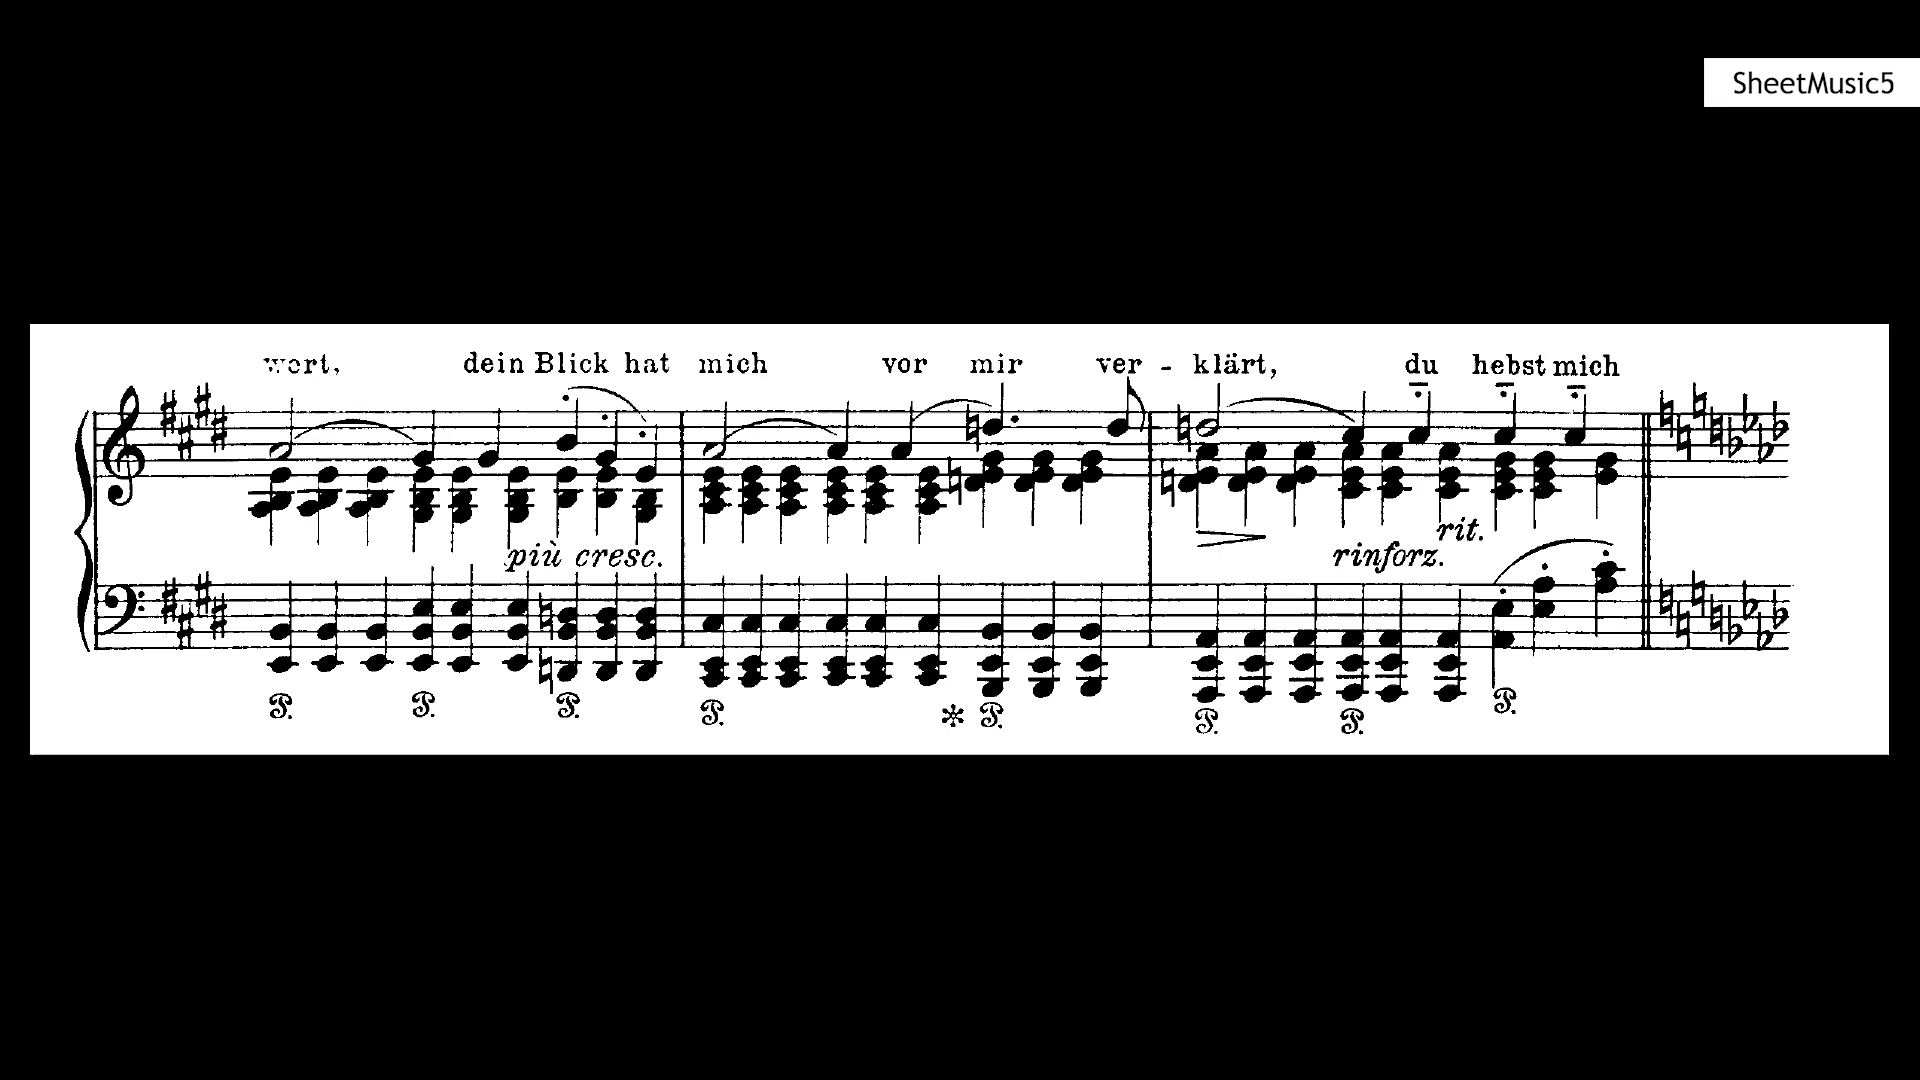 SheetMusic5
wert, dein Blick hat mich vor mir ver - klärt, du hebst mich
rit.
più cresc. rinforz.